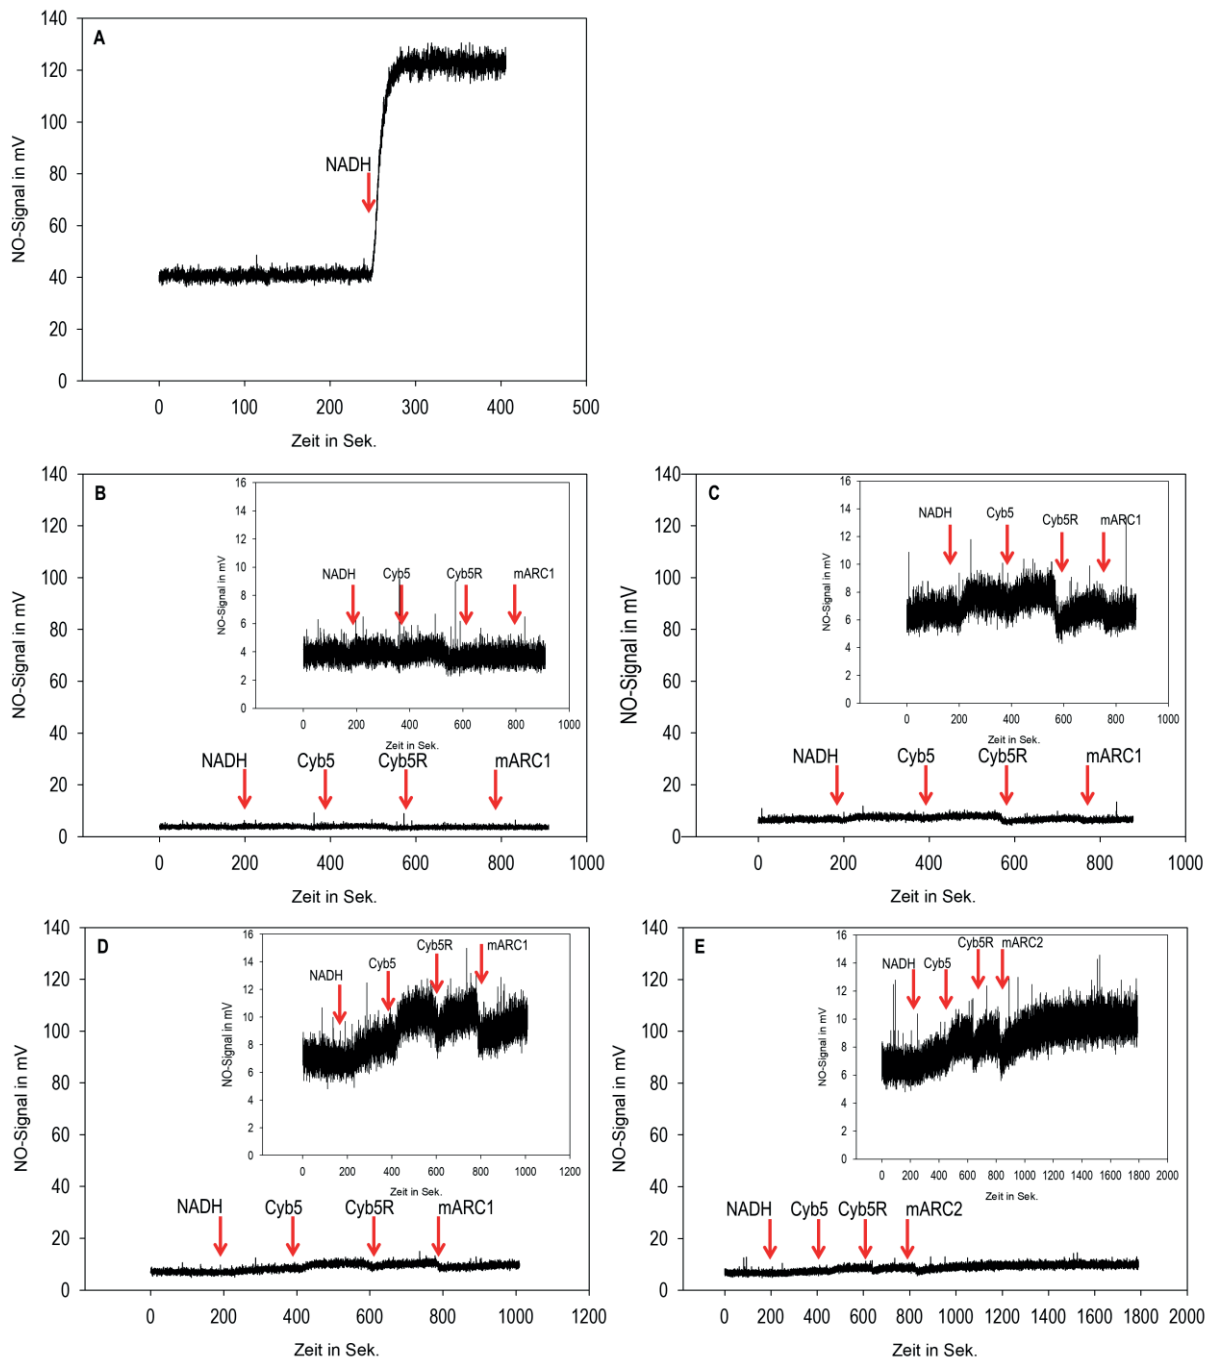 A
NO-Signal in mV
140
120
100
80
60
40
20
0
NADH
0 100 200 300 400 500
Zeit in Sek.
B
NO-Signal in mV
140
120
100
80
60
40
20
0
NO-Signal in mV
16
14
12
10
8
6
4
2
0
NADH Cyb5 Cyb5R mARC1
0 200 400 600 800 1000
Zeit in Sek.
NADH Cyb5 Cyb5R mARC1
0 200 400 600 800 1000
Zeit in Sek.
C
NO-Signal in mV
140
120
100
80
60
40
20
0
NO-Signal in mV
16
14
12
10
8
6
4
2
0
NADH Cyb5 Cyb5R mARC1
0 200 400 600 800 1000
Zeit in Sek.
NADH Cyb5 Cyb5R mARC1
0 200 400 600 800 1000
Zeit in Sek.
D
NO-Signal in mV
140
120
100
80
60
40
20
0
NO-Signal in mV
16
14
12
10
8
6
4
2
0
NADH Cyb5 Cyb5R mARC1
0 200 400 600 800 1000 1200
Zeit in Sek.
NADH Cyb5 Cyb5R mARC1
0 200 400 600 800 1000 1200
Zeit in Sek.
E
NO-Signal in mV
140
120
100
80
60
40
20
0
NO-Signal in mV
16
14
12
10
8
6
4
2
0
NADH Cyb5 Cyb5R mARC2
0 200 400 600 800 1000 1200 1400 1600 1800 2000
Zeit in Sek.
NADH Cyb5 Cyb5R mARC2
0 200 400 600 800 1000 1200 1400 1600 1800 2000
Zeit in Sek.